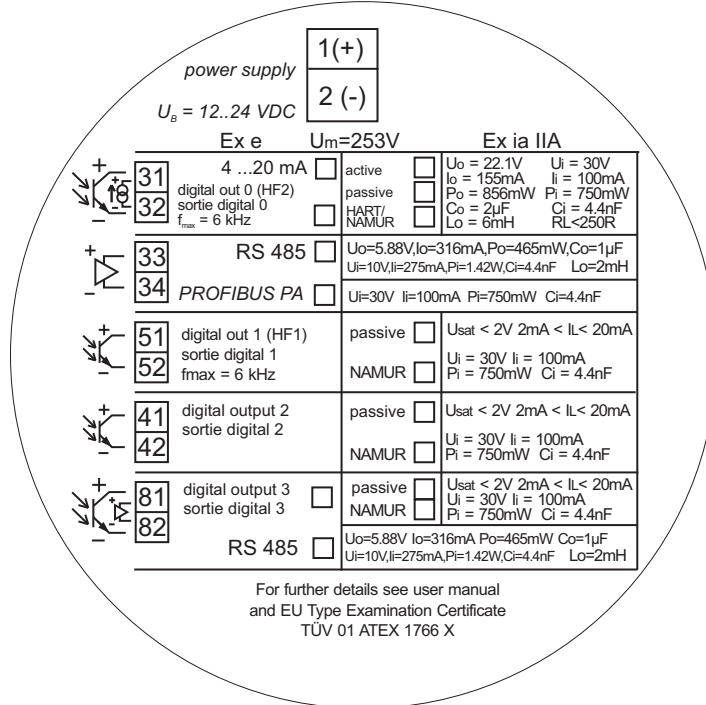 1(+)
power supply
2 (-)
UB = 12..24 VDC
Ex e Um=253V Ex ia IIA
+ 31 4 ...20 mA active Uo = 22.1V Ui = 30V
Io = 155mA Ii = 100mA
digital out 0 (HF2) passive Po = 856mW Pi = 750mW
- 32 sortie digital 0 HART/ Co = 2µF Ci = 4.4nF
fmax = 6 kHz NAMUR Lo = 6mH RL<250R
+ 33 RS 485 Uo=5.88V,Io=316mA,Po=465mW,Co=1µF
Ui=10V,Ii=275mA,Pi=1.42W,Ci=4.4nF Lo=2mH
- 34 PROFIBUS PA Ui=30V Ii=100mA Pi=750mW Ci=4.4nF
+ 51 digital out 1 (HF1) passive Usat < 2V 2mA < IL< 20mA
sortie digital 1 Ui = 30V Ii = 100mA
- 52 fmax = 6 kHz NAMUR Pi = 750mW Ci = 4.4nF
+ 41 digital output 2 passive Usat < 2V 2mA < IL< 20mA
sortie digital 2 Ui = 30V Ii = 100mA
- 42 NAMUR Pi = 750mW Ci = 4.4nF
+ 81 digital output 3 passive Usat < 2V 2mA < IL< 20mA
sortie digital 3 Ui = 30V Ii = 100mA
NAMUR Pi = 750mW Ci = 4.4nF
- 82 RS 485 Uo=5.88V Io=316mA Po=465mW Co=1µF
Ui=10V,Ii=275mA,Pi=1.42W,Ci=4.4nF Lo=2mH
For further details see user manual
and EU Type Examination Certificate
TÜV 01 ATEX 1766 X